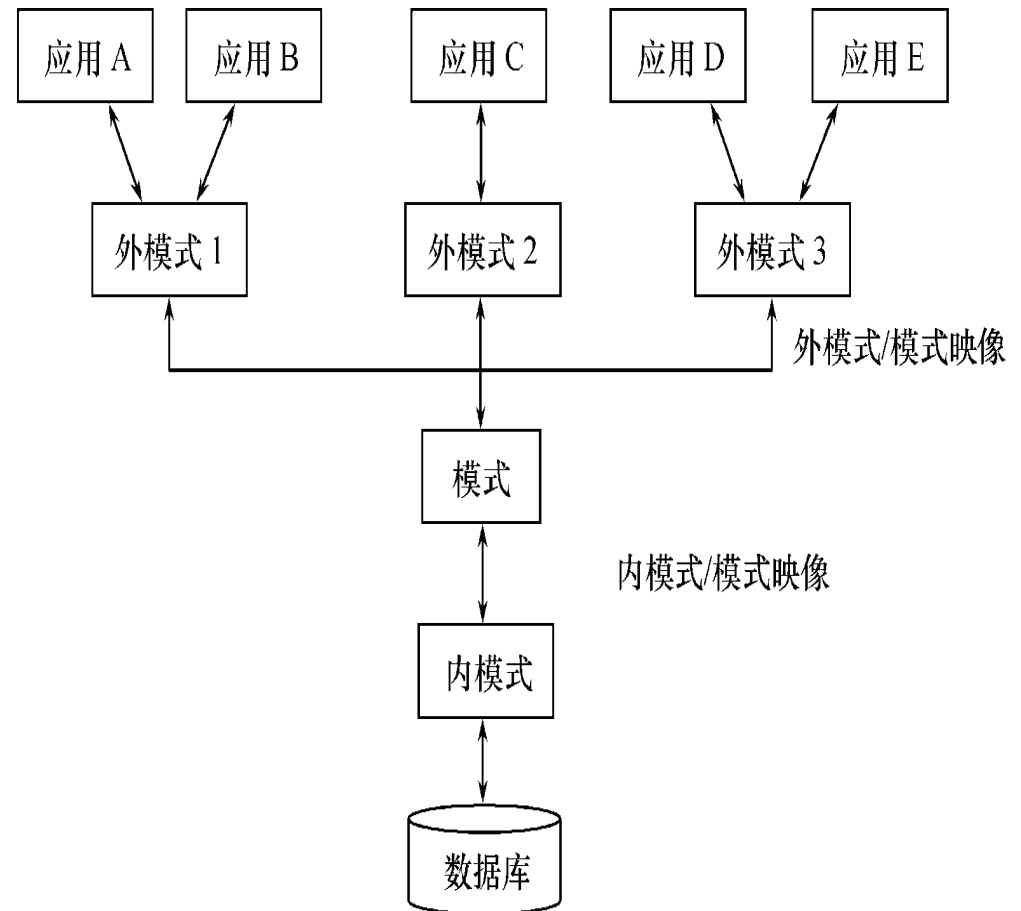 应用 A
应用 B
应用 C
应用 D
应用 E
外模式 1
外模式 2
外模式 3
外模式/模式映像
模式
内模式/模式映像
内模式
数据库